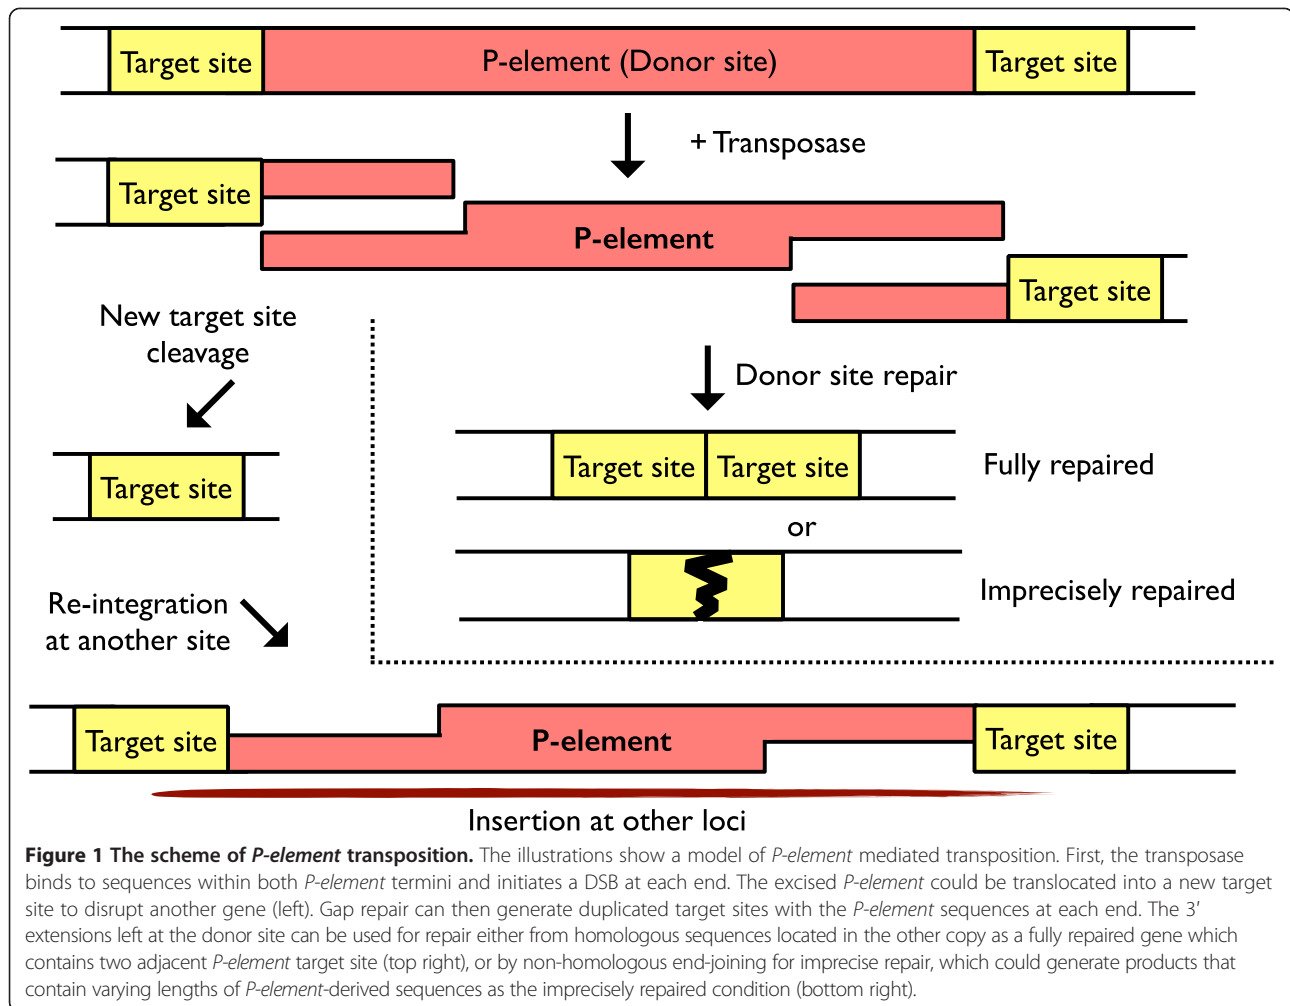 Target site P-element (Donor site) Target site
+ Transposase
Target site
P-element
Target site
New target site
cleavage
Donor site repair
Target site Target site Fully repaired
Target site
or
Imprecisely repaired
Re-integration
at another site
Target site P-element Target site
Insertion at other loci
Figure 1 The scheme of P-element transposition. The illustrations show a model of P-element mediated transposition. First, the transposase
binds to sequences within both P-element termini and initiates a DSB at each end. The excised P-element could be translocated into a new target
site to disrupt another gene (left). Gap repair can then generate duplicated target sites with the P-element sequences at each end. The 3′
extensions left at the donor site can be used for repair either from homologous sequences located in the other copy as a fully repaired gene which
contains two adjacent P-element target site (top right), or by non-homologous end-joining for imprecise repair, which could generate products that
contain varying lengths of P-element-derived sequences as the imprecisely repaired condition (bottom right).